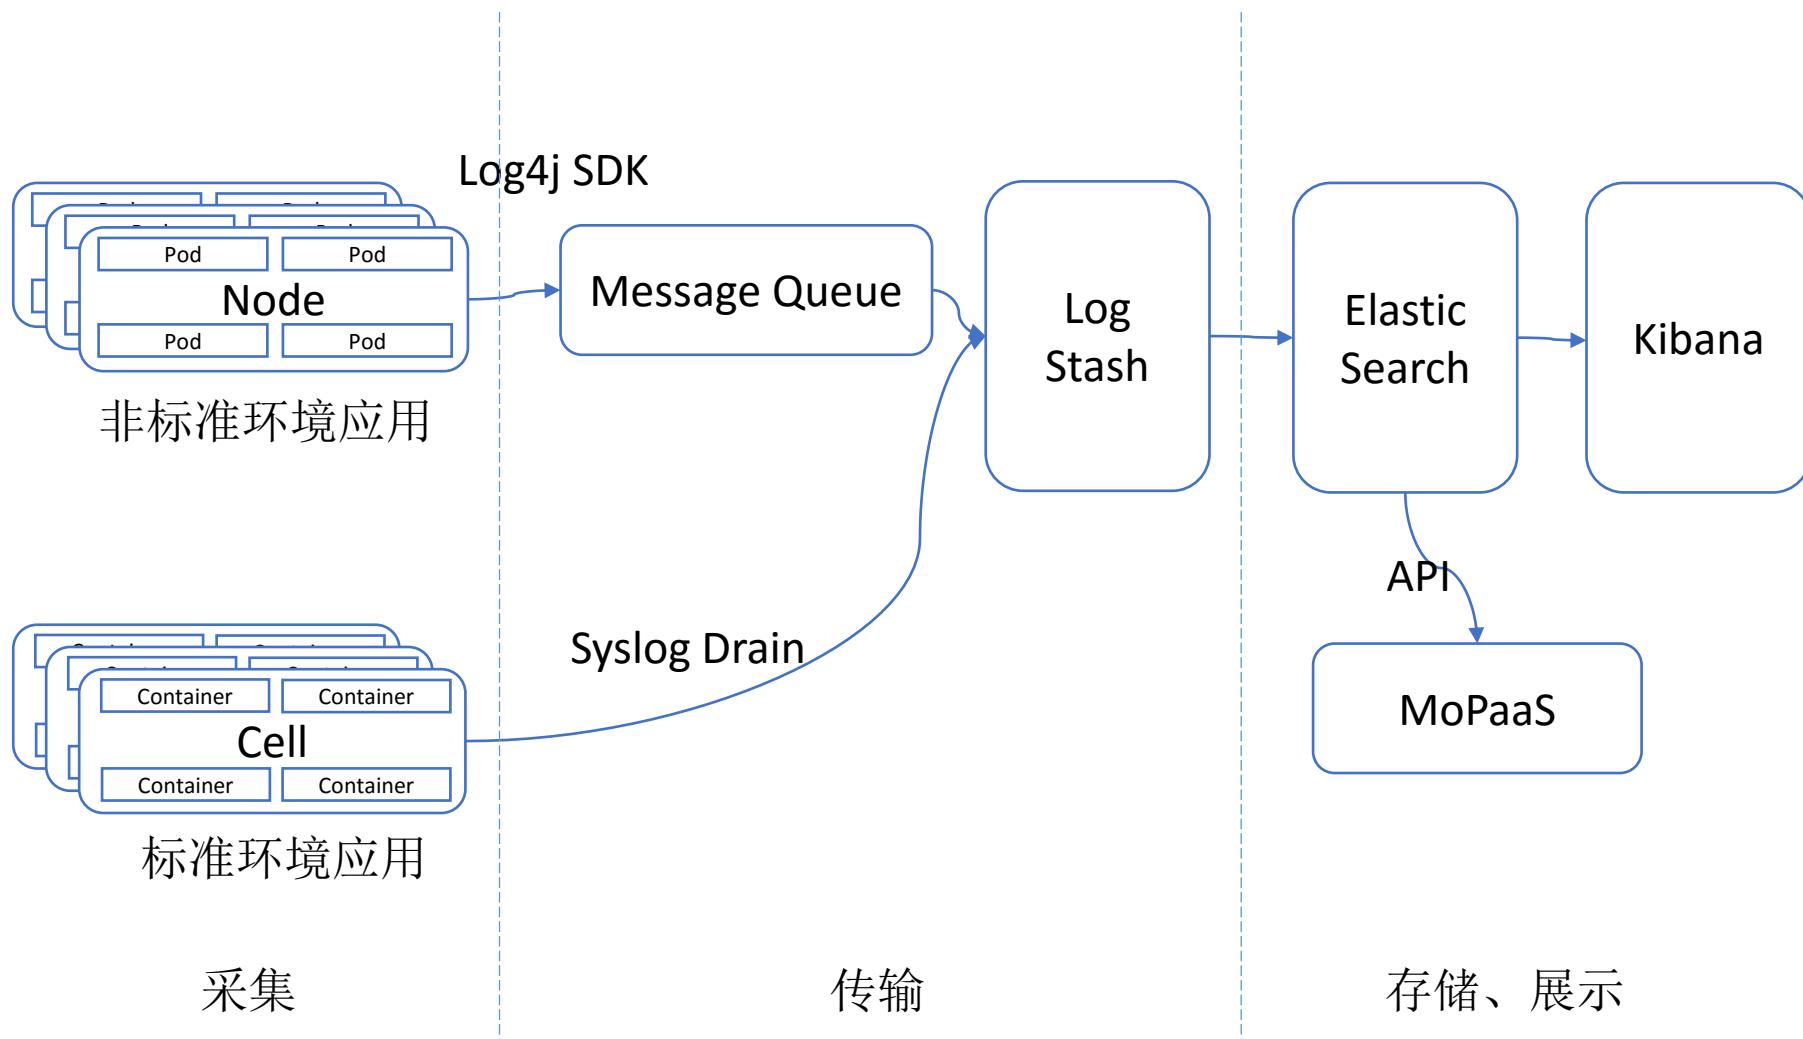 Log4j SDK
Pod Pod
Node
Pod Pod
非标准环境应用
Message Queue
Log
Stash
Elastic
Search
Kibana
API
MoPaaS
Syslog Drain
Container Container
Cell
Container Container
标准环境应用
采集
传输
存储、展示